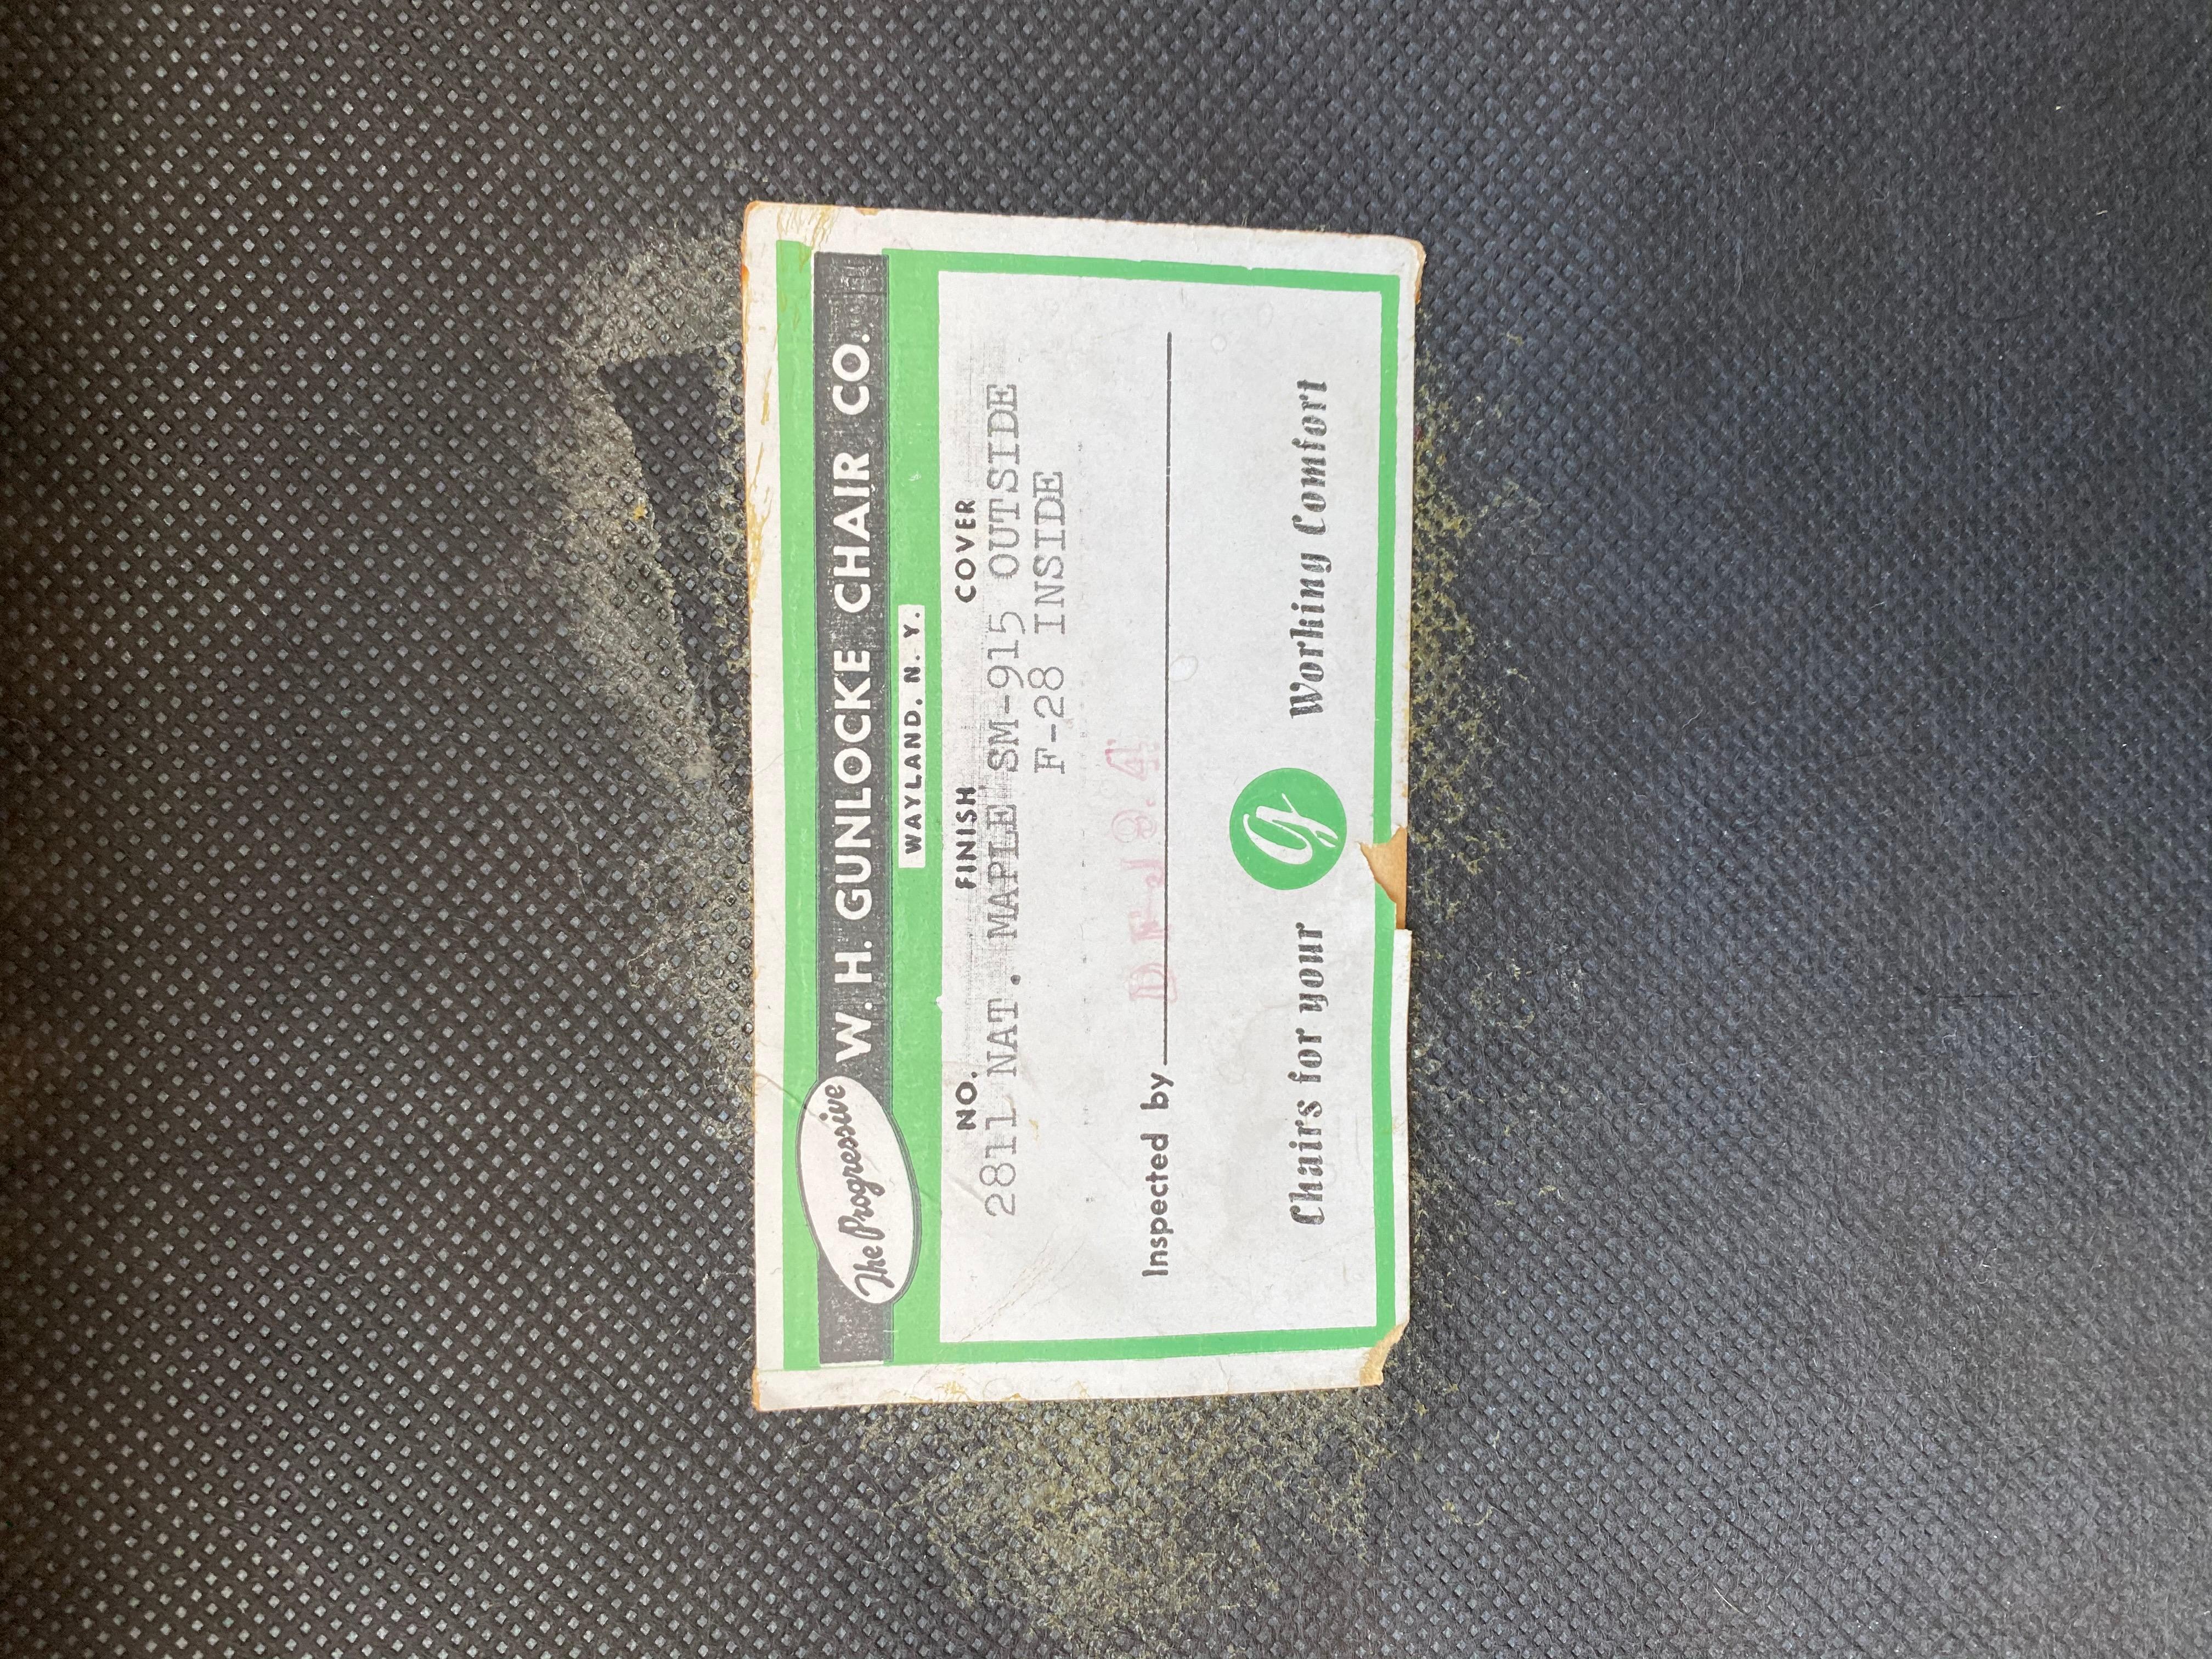 The Progressive W. H. GUNLOCKE CHAIR CO.
WAYLAND, N. Y.
NO. FINISH COVER
281L NAT. MAPLE SM-915 OUTSIDE
F-28 INSIDE
Inspected by
Chairs for your G Working Comfort